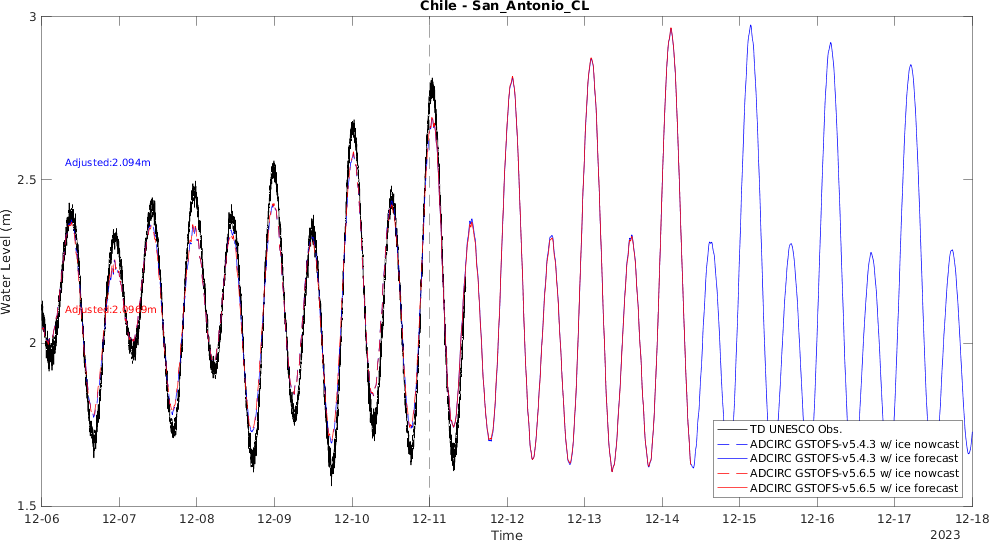 Chile - San_Antonio_CL
3
2.5
2
1.5
Water Level (m)
Adjusted:2.094m
Adjusted:2.0969m
TD UNESCO Obs.
ADCIRC GSTOFS-v5.4.3 w/ ice nowcast
ADCIRC GSTOFS-v5.4.3 w/ ice forecast
ADCIRC GSTOFS-v5.6.5 w/ ice nowcast
ADCIRC GSTOFS-v5.6.5 w/ ice forecast
12-06 12-07 12-08 12-09 12-10 12-11 12-12 12-13 12-14 12-15 12-16 12-17 12-18
Time
2023